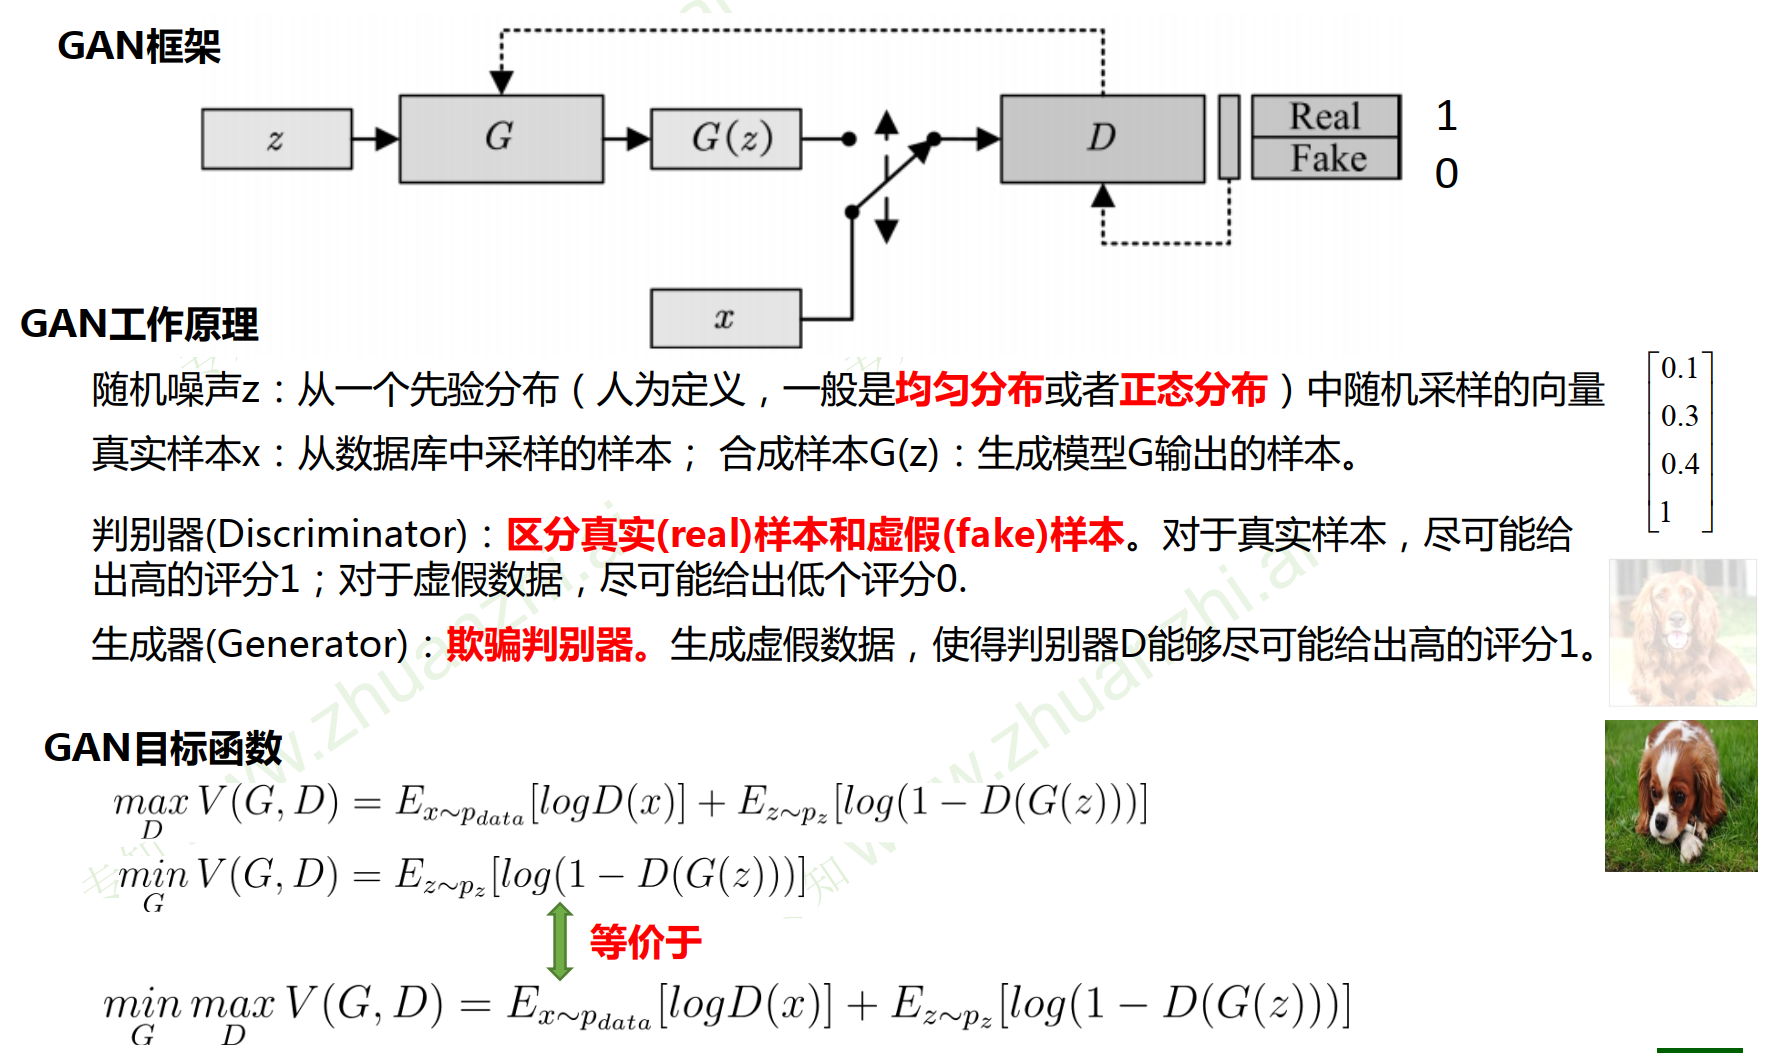 GAN框架
z
G
G(z)
D
Real
Fake
1
0
x
GAN工作原理
随机噪声z：从一个先验分布（人为定义，一般是均匀分布或者正态分布）中随机采样的向量
真实样本x：从数据库中采样的样本； 合成样本G(z)：生成模型G输出的样本。
0.1
0.3
0.4
1
判别器(Discriminator)：区分真实(real)样本和虚假(fake)样本。对于真实样本，尽可能给
出高的评分1；对于虚假数据，尽可能给出低个评分0.
生成器(Generator)：欺骗判别器。生成虚假数据，使得判别器D能够尽可能给出高的评分1。
GAN目标函数
max_D V(G, D) = E_{x∼p_{data}}[logD(x)] + E_{z∼p_z}[log(1 − D(G(z)))]
min_G V(G, D) = E_{z∼p_z}[log(1 − D(G(z)))]
等价于
min_G max_D V(G, D) = E_{x∼p_{data}}[logD(x)] + E_{z∼p_z}[log(1 − D(G(z)))]
www.zhuanzhi.ai
www.zhuanzhi.ai